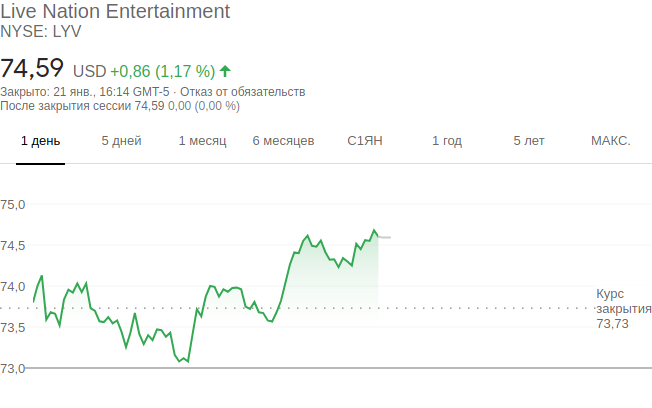 Live Nation Entertainment
NYSE: LYV
74,59 USD +0,86 (1,17 %)
Закрыто: 21 янв., 16:14 GMT-5 · Отказ от обязательств
После закрытия сессии 74,59 0,00 (0,00 %)
1 день 5 дней 1 месяц 6 месяцев С1ЯН 1 год 5 лет МАКС.
75,0
74,5
74,0
Курс
закрытия
73,73
73,5
73,0